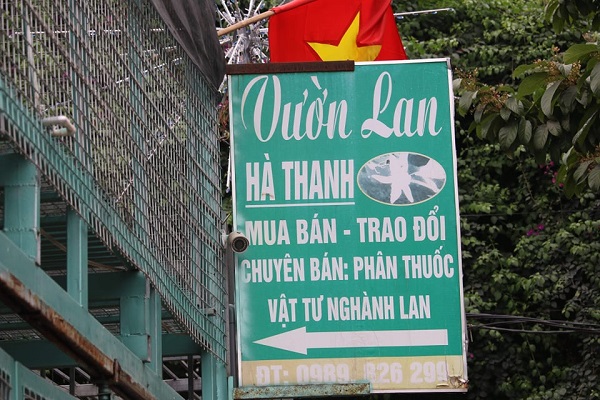 Vườn Lan
HÀ THANH
MUA BÁN - TRAO ĐỔI
CHUYÊN BÁN: PHÂN THUỐC
VẬT TƯ NGHÀNH LAN
ĐT: 0989 826 299